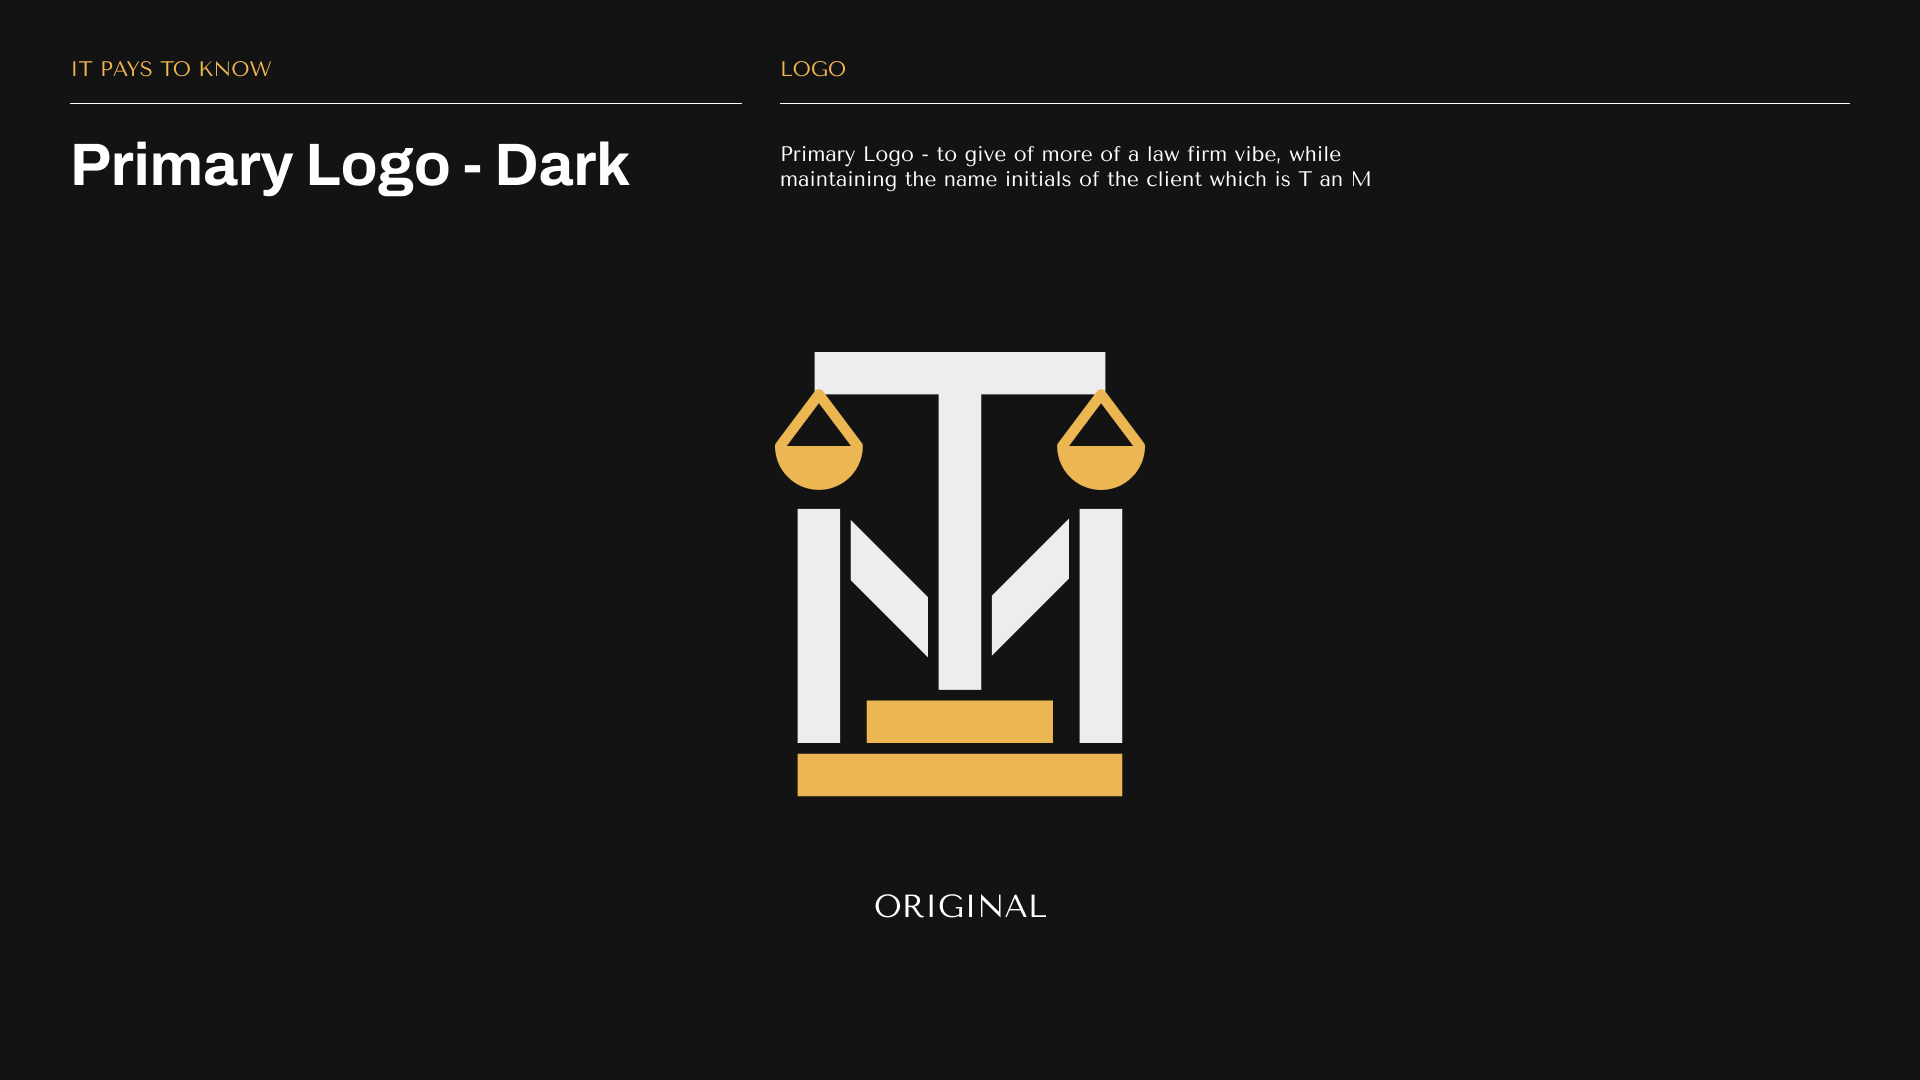 IT PAYS TO KNOW
LOGO
Primary Logo - Dark
Primary Logo - to give of more of a law firm vibe, while
maintaining the name initials of the client which is T an M
TM
ORIGINAL